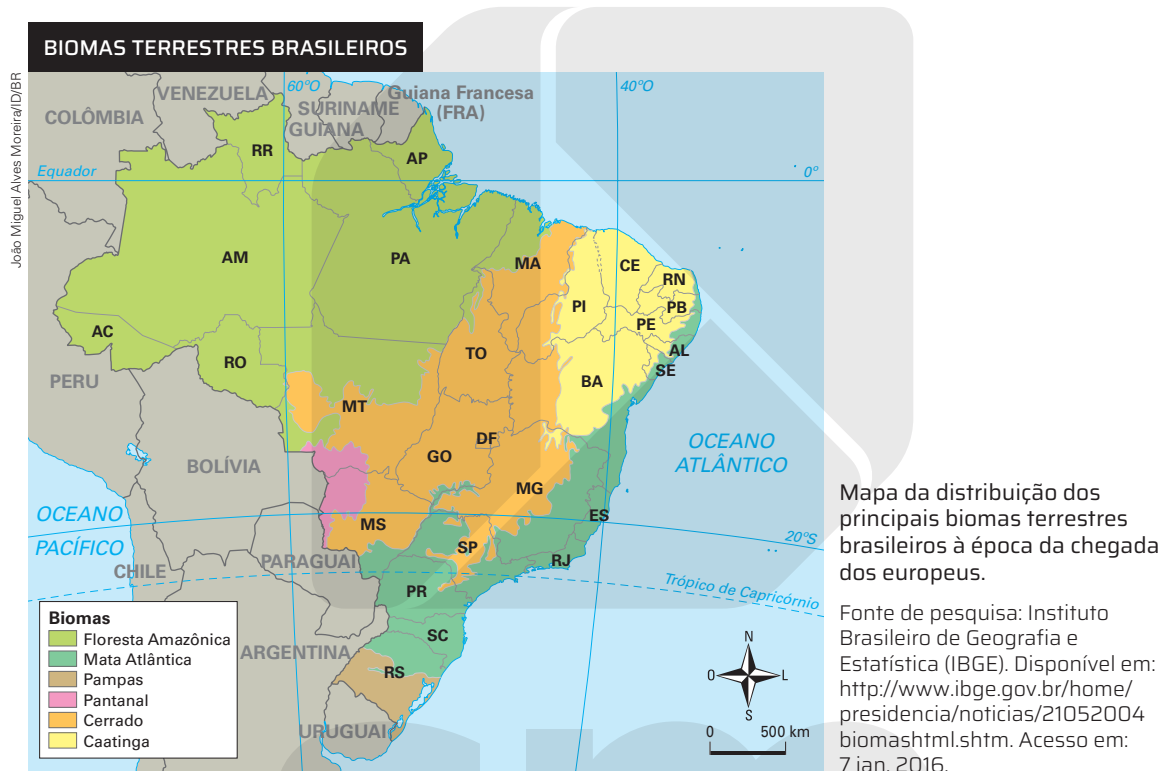 BIOMAS TERRESTRES BRASILEIROS
João Miguel Alves Moreira/ID/BR
60ºO
40ºO
VENEZUELA
COLÔMBIA
SURINAME
GUIANA
Guiana Francesa
(FRA)
RR
AP
Equador
0º
AM
PA
MA
CE
RN
PI
PB
PE
AC
AL
SE
RO
TO
BA
PERU
MT
DF
GO
BOLÍVIA
OCEANO
ATLÂNTICO
MG
OCEANO
PACÍFICO
MS
ES
20ºS
SP
RJ
PARAGUAI
CHILE
Trópico de Capricórnio
PR
SC
ARGENTINA
RS
URUGUAI
Biomas
Floresta Amazônica
Mata Atlântica
Pampas
Pantanal
Cerrado
Caatinga
N
O
L
S
0
500 km
Mapa da distribuição dos
principais biomas terrestres
brasileiros à época da chegada
dos europeus.
Fonte de pesquisa: Instituto
Brasileiro de Geografia e
Estatística (IBGE). Disponível em:
http://www.ibge.gov.br/home/
presidencia/noticias/21052004
biomashtml.shtm. Acesso em:
7 jan. 2016.